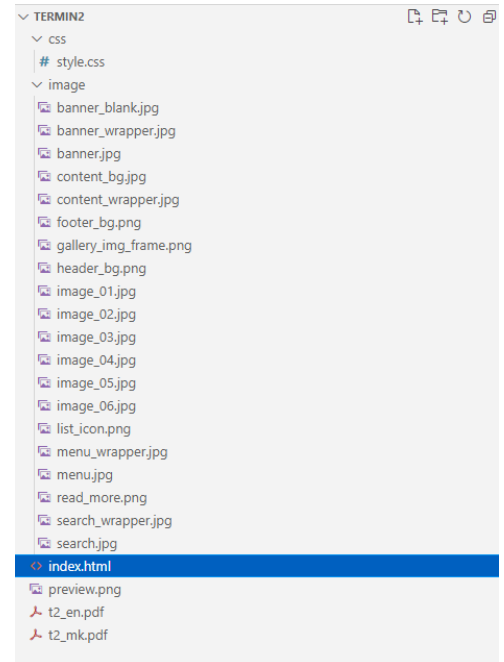 TERMIN2
css
# style.css
image
banner_blank.jpg
banner_wrapper.jpg
banner.jpg
content_bg.jpg
content_wrapper.jpg
footer_bg.png
gallery_img_frame.png
header_bg.png
image_01.jpg
image_02.jpg
image_03.jpg
image_04.jpg
image_05.jpg
image_06.jpg
list_icon.png
menu_wrapper.jpg
menu.jpg
read_more.png
search_wrapper.jpg
search.jpg
<> index.html
preview.png
t2_en.pdf
t2_mk.pdf